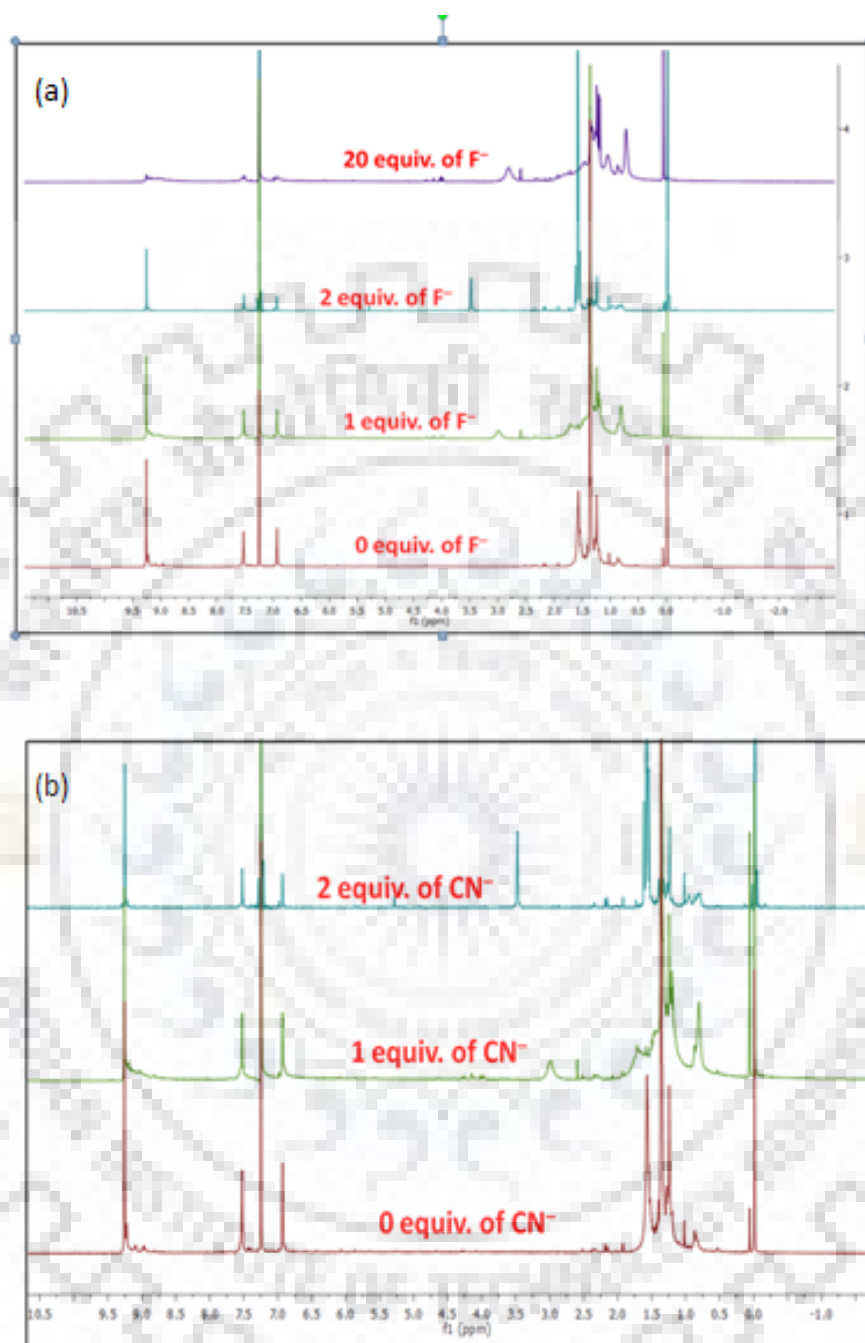 (a)
20 equiv. of F⁻
2 equiv. of F⁻
1 equiv. of F⁻
0 equiv. of F⁻
4
3
2
1
10.5 9.5 9.0 8.5 8.0 7.5 7.0 6.5 6.0 5.5 5.0 4.5 4.0 3.5 3.0 2.5 2.0 1.5 1.0 0.0 -1.0 -2.0
f1 (ppm)
(b)
2 equiv. of CN⁻
1 equiv. of CN⁻
0 equiv. of CN⁻
10.5 9.5 9.0 8.5 8.0 7.5 7.0 6.5 6.0 5.5 5.0 4.5 4.0 3.5 3.0 2.5 2.0 1.5 1.0 0.0 -1.0
f1 (ppm)